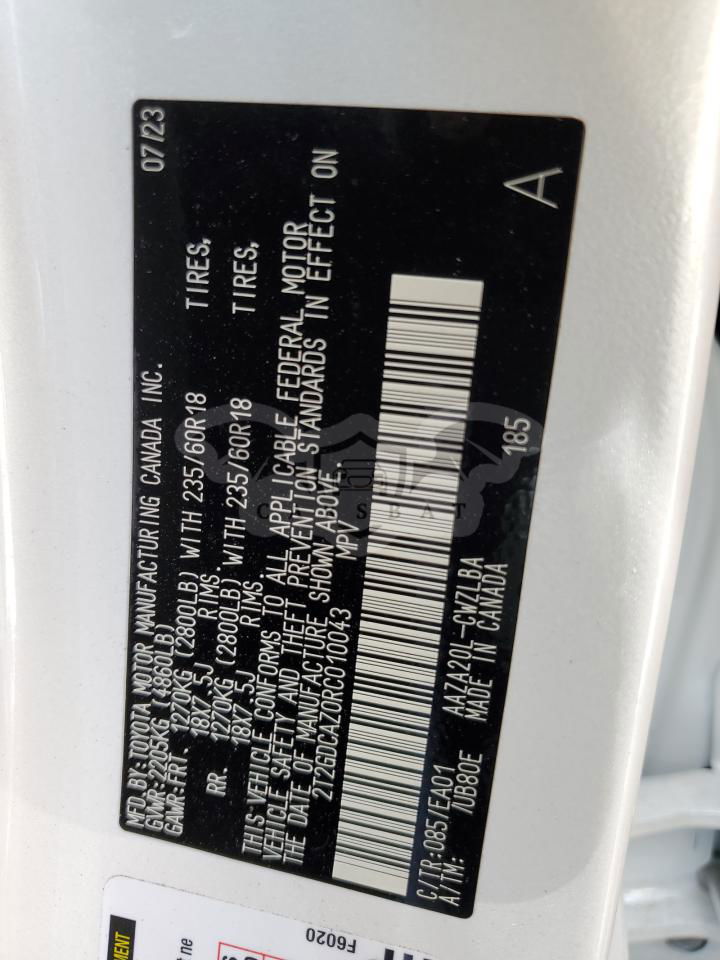 MFD.BY:TOYOTA MOTOR MANUFACTURING CANADA INC. 07/23
GVWR:2205KG (4860LB)
GAWR:FRT. 1270KG (2800LB) WITH 235/60R18 TIRES,
18X7.5J RIMS.
RR. 1270KG (2800LB) WITH 235/60R18 TIRES,
18X7.5J RIMS.
THIS VEHICLE CONFORMS TO ALL APPLICABLE FEDERAL MOTOR
VEHICLE SAFETY AND THEFT PREVENTION STANDARDS IN EFFECT ON
THE DATE OF MANUFACTURE SHOWN ABOVE.
2T2GDCAZ0RC010043 MPV
C/TR:085/EA01 AAZA20L-CWZLBA 185
A/TM: /UB80E MADE IN CANADA
A
CARSBAT
F6020